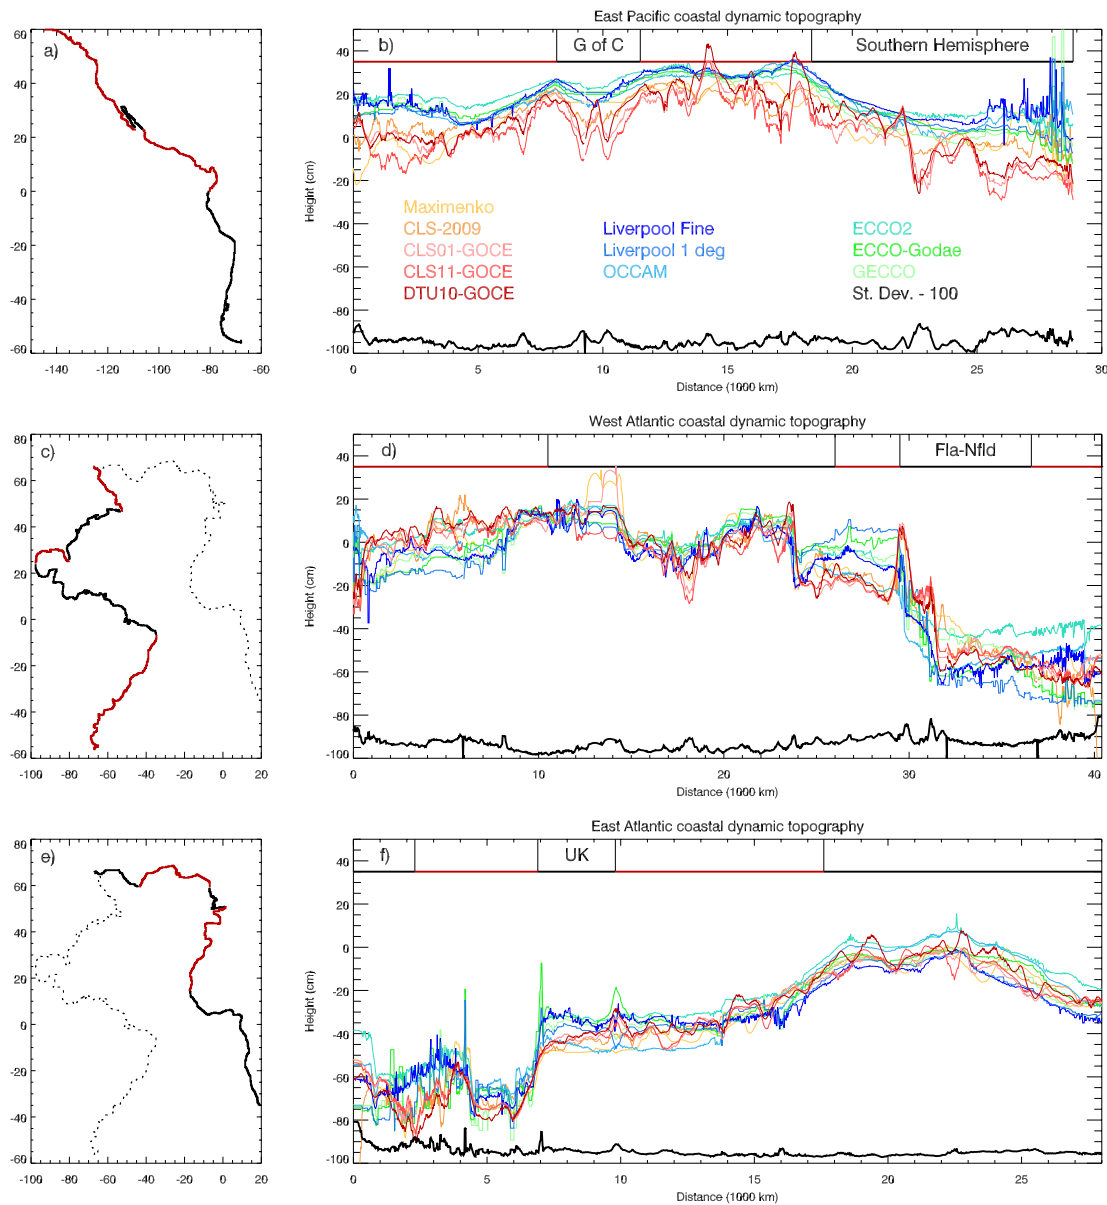 East Pacific coastal dynamic topography
a)
60
40
20
0
-20
-40
-60
-140 -120 -100 -80 -60
b)
G of C
Southern Hemisphere
Height (cm)
40
20
0
-20
-40
-60
-80
-100
Maximenko
CLS-2009
CLS01-GOCE
CLS11-GOCE
DTU10-GOCE
Liverpool Fine
Liverpool 1 deg
OCCAM
ECCO2
ECCO-Godae
GECCO
St. Dev. - 100
0 5 10 15 20 25 30
Distance (1000 km)
West Atlantic coastal dynamic topography
c)
80
60
40
20
0
-20
-40
-60
-100 -80 -60 -40 -20 0 20
d)
Fla-Nfld
Height (cm)
40
20
0
-20
-40
-60
-80
-100
0 10 20 30 40
Distance (1000 km)
East Atlantic coastal dynamic topography
e)
80
60
40
20
0
-20
-40
-60
-100 -80 -60 -40 -20 0 20
f)
UK
Height (cm)
40
20
0
-20
-40
-60
-80
-100
0 5 10 15 20 25
Distance (1000 km)